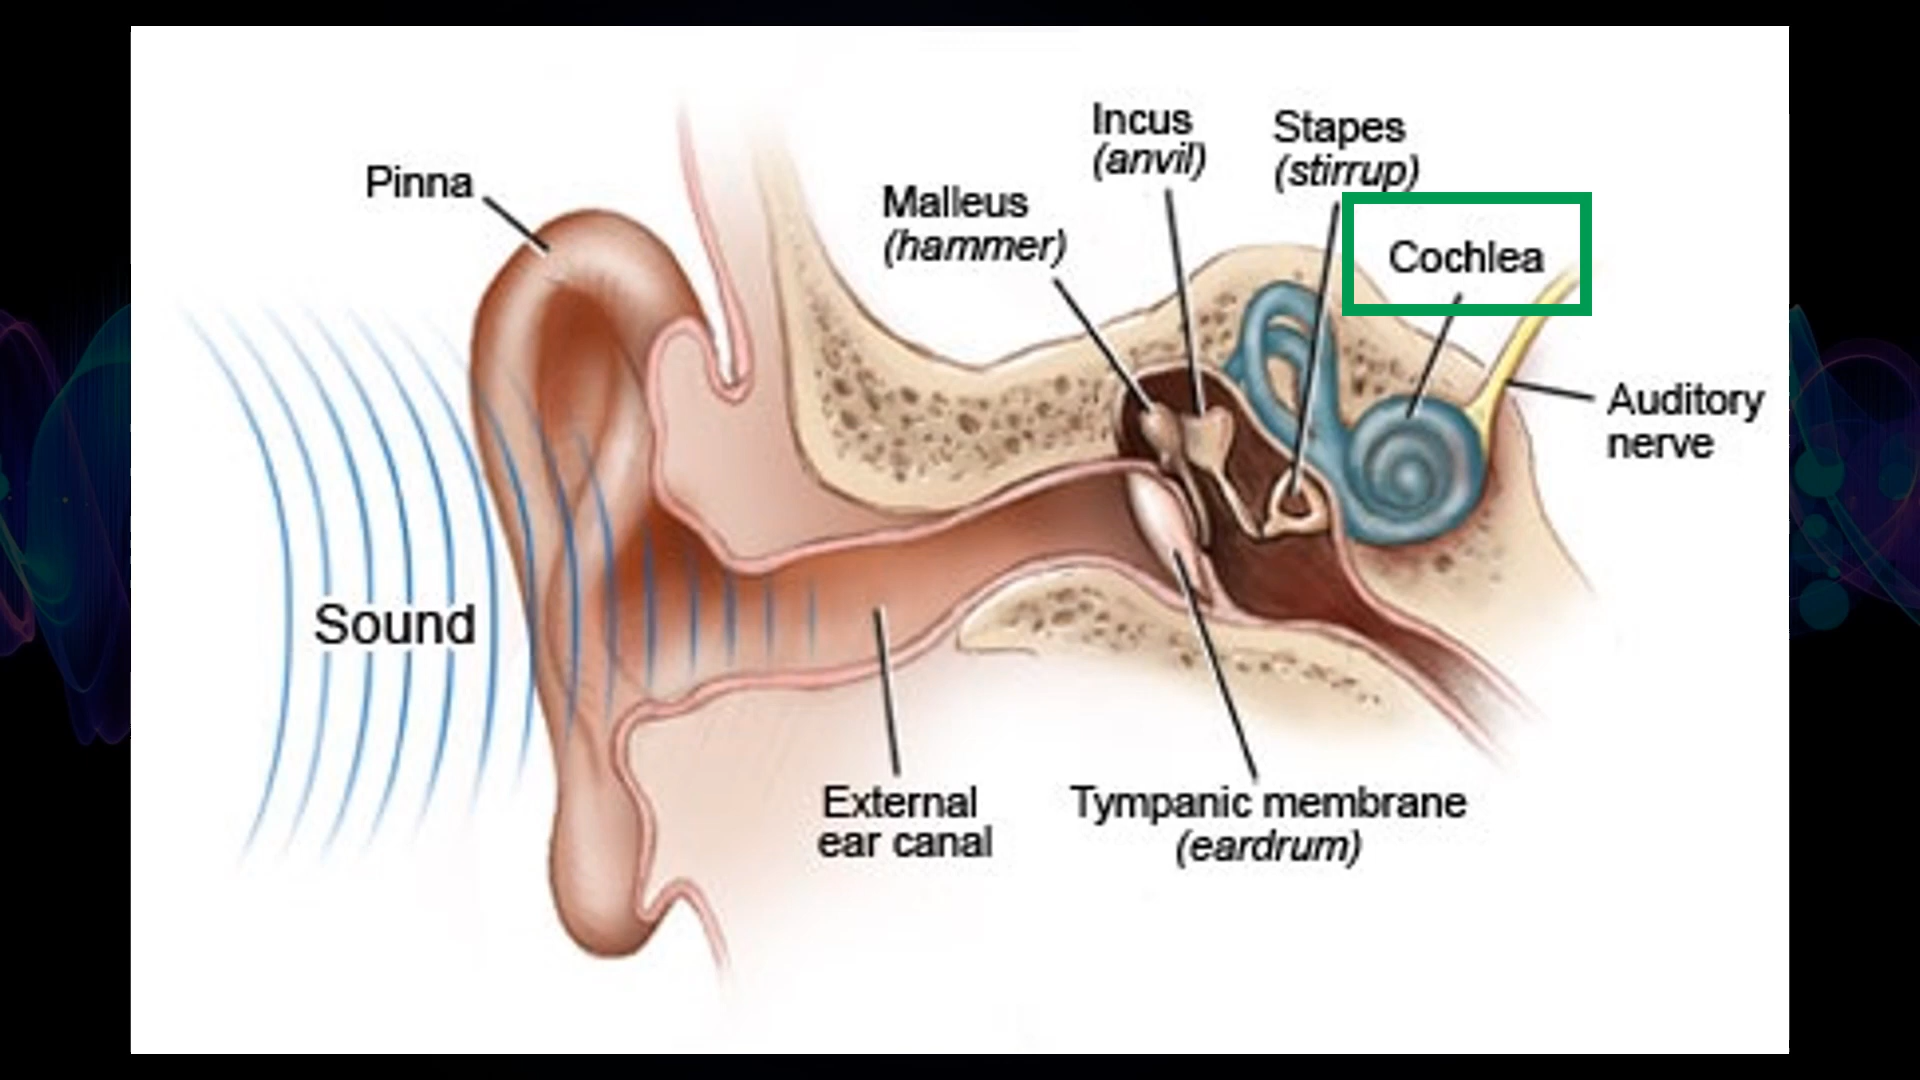 Pinna
Incus
(anvil)
Stapes
(stirrup)
Malleus
(hammer)
Cochlea
Auditory
nerve
Sound
External
ear canal
Tympanic membrane
(eardrum)